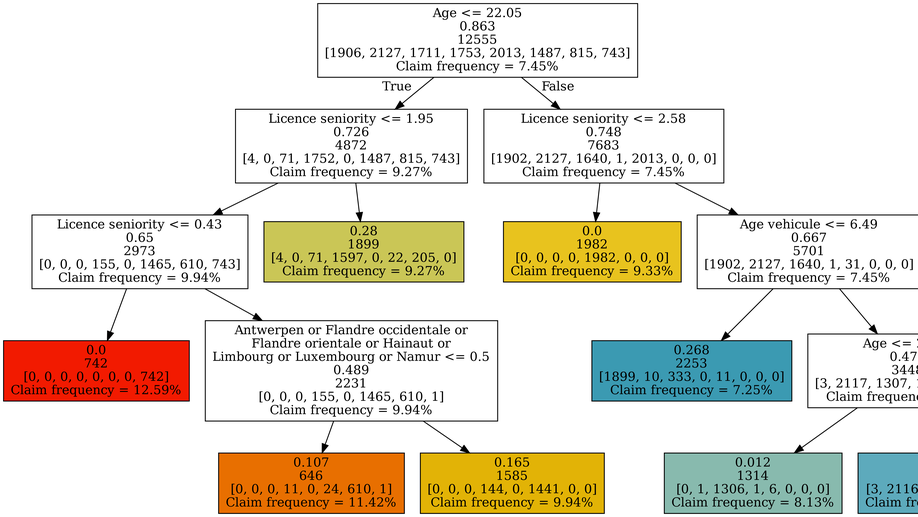 Age <= 22.05
0.863
12555
[1906, 2127, 1711, 1753, 2013, 1487, 815, 743]
Claim frequency = 7.45%
True
False
Licence seniority <= 1.95
0.726
4872
[4, 0, 71, 1752, 0, 1487, 815, 743]
Claim frequency = 9.27%
Licence seniority <= 2.58
0.748
7683
[1902, 2127, 1640, 1, 2013, 0, 0, 0]
Claim frequency = 7.45%
Licence seniority <= 0.43
0.65
2973
[0, 0, 0, 155, 0, 1465, 610, 743]
Claim frequency = 9.94%
0.28
1899
[4, 0, 71, 1597, 0, 22, 205, 0]
Claim frequency = 9.27%
0.0
1982
[0, 0, 0, 0, 1982, 0, 0, 0]
Claim frequency = 9.33%
Age vehicule <= 6.49
0.667
5701
[1902, 2127, 1640, 1, 31, 0, 0, 0]
Claim frequency = 7.45%
0.0
742
[0, 0, 0, 0, 0, 0, 0, 742]
Claim frequency = 12.59%
Antwerpen or Flandre occidentale or
Flandre orientale or Hainaut or
Limbourg or Luxembourg or Namur <= 0.5
0.489
2231
[0, 0, 0, 155, 0, 1465, 610, 1]
Claim frequency = 9.94%
0.268
2253
[1899, 10, 333, 0, 11, 0, 0, 0]
Claim frequency = 7.25%
Age <=
0.47
3448
[3, 2117, 1307,
Claim
0.107
646
[0, 0, 0, 11, 0, 24, 610, 1]
Claim frequency = 11.42%
0.165
1585
[0, 0, 0, 144, 0, 1441, 0, 0]
Claim frequency = 9.94%
0.012
1314
[0, 1, 1306, 1, 6, 0, 0, 0]
Claim frequency = 8.13%
[3, 2116
Claim